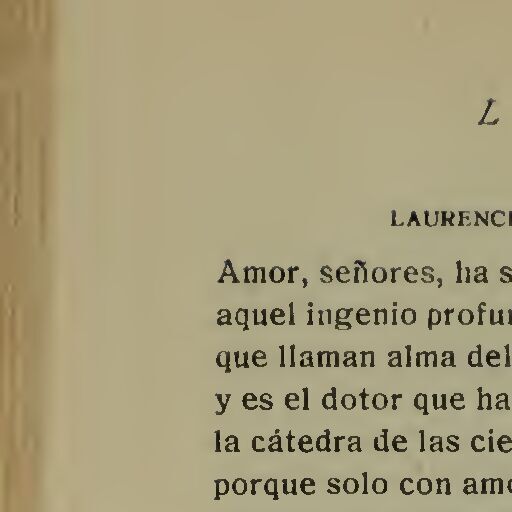 L
LAURENC
Amor, señores, ha s
aquel ingenio profu
que llaman alma del
y es el dotor que ha
la cátedra de las cie
porque solo con am